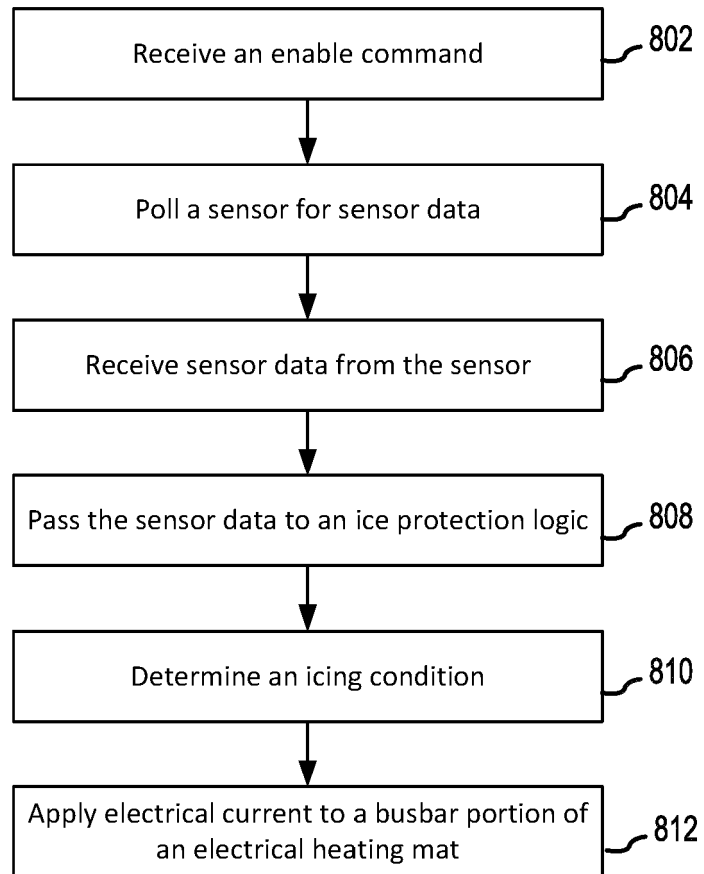 Receive an enable command
802
Poll a sensor for sensor data
804
Receive sensor data from the sensor
806
Pass the sensor data to an ice protection logic
808
Determine an icing condition
810
Apply electrical current to a busbar portion of
an electrical heating mat
812